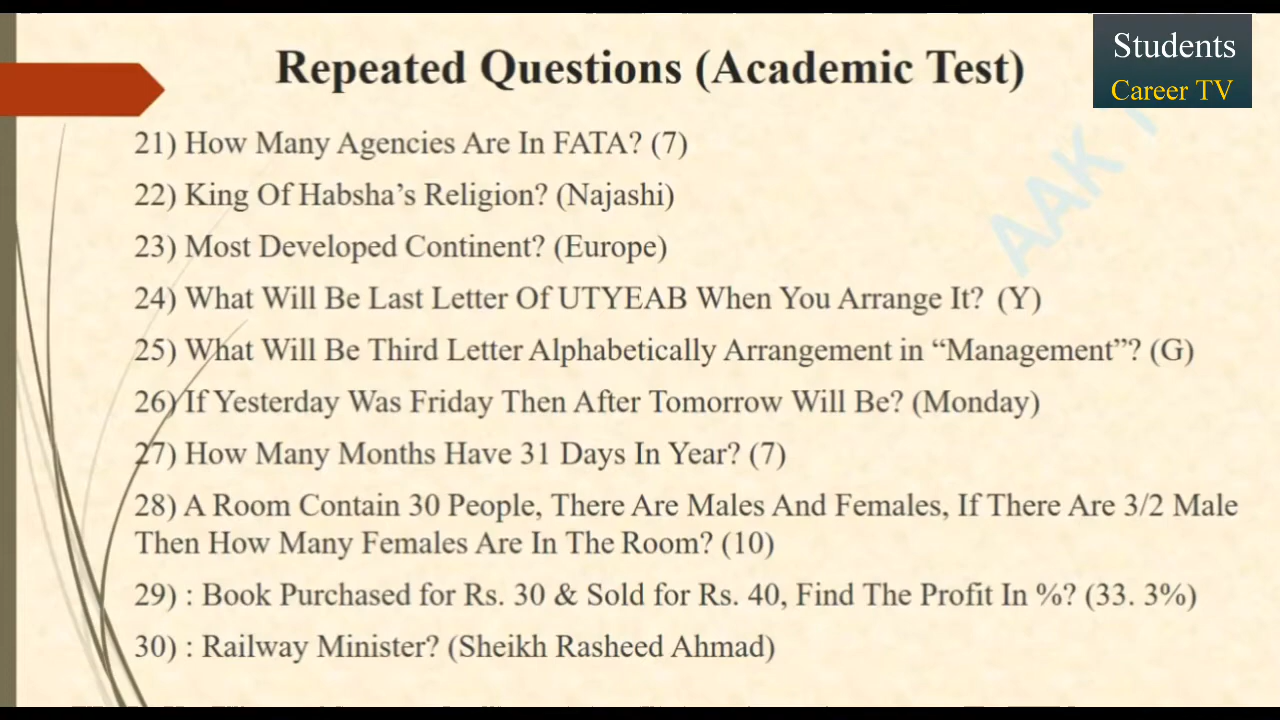 Students
Career TV
Repeated Questions (Academic Test)
21) How Many Agencies Are In FATA? (7)
22) King Of Habsha’s Religion? (Najashi)
23) Most Developed Continent? (Europe)
24) What Will Be Last Letter Of UTYEAB When You Arrange It? (Y)
25) What Will Be Third Letter Alphabetically Arrangement in “Management”? (G)
26) If Yesterday Was Friday Then After Tomorrow Will Be? (Monday)
27) How Many Months Have 31 Days In Year? (7)
28) A Room Contain 30 People, There Are Males And Females, If There Are 3/2 Male
Then How Many Females Are In The Room? (10)
29) : Book Purchased for Rs. 30 & Sold for Rs. 40, Find The Profit In %? (33. 3%)
30) : Railway Minister? (Sheikh Rasheed Ahmad)
AAK